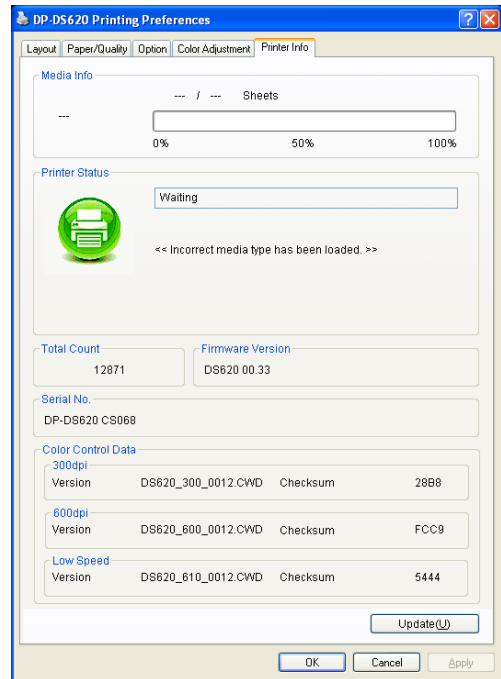 DP-DS620 Printing Preferences
Layout Paper/Quality Option Color Adjustment Printer Info
Media Info
--- / --- Sheets
---
0% 50% 100%
Printer Status
Waiting
<< Incorrect media type has been loaded. >>
Total Count Firmware Version
12871 DS620 00.33
Serial No.
DP-DS620 CS068
Color Control Data
300dpi
Version DS620_300_0012.CWD Checksum 28B8
600dpi
Version DS620_600_0012.CWD Checksum FCC9
Low Speed
Version DS620_610_0012.CWD Checksum 5444
Update(U)
OK Cancel Apply